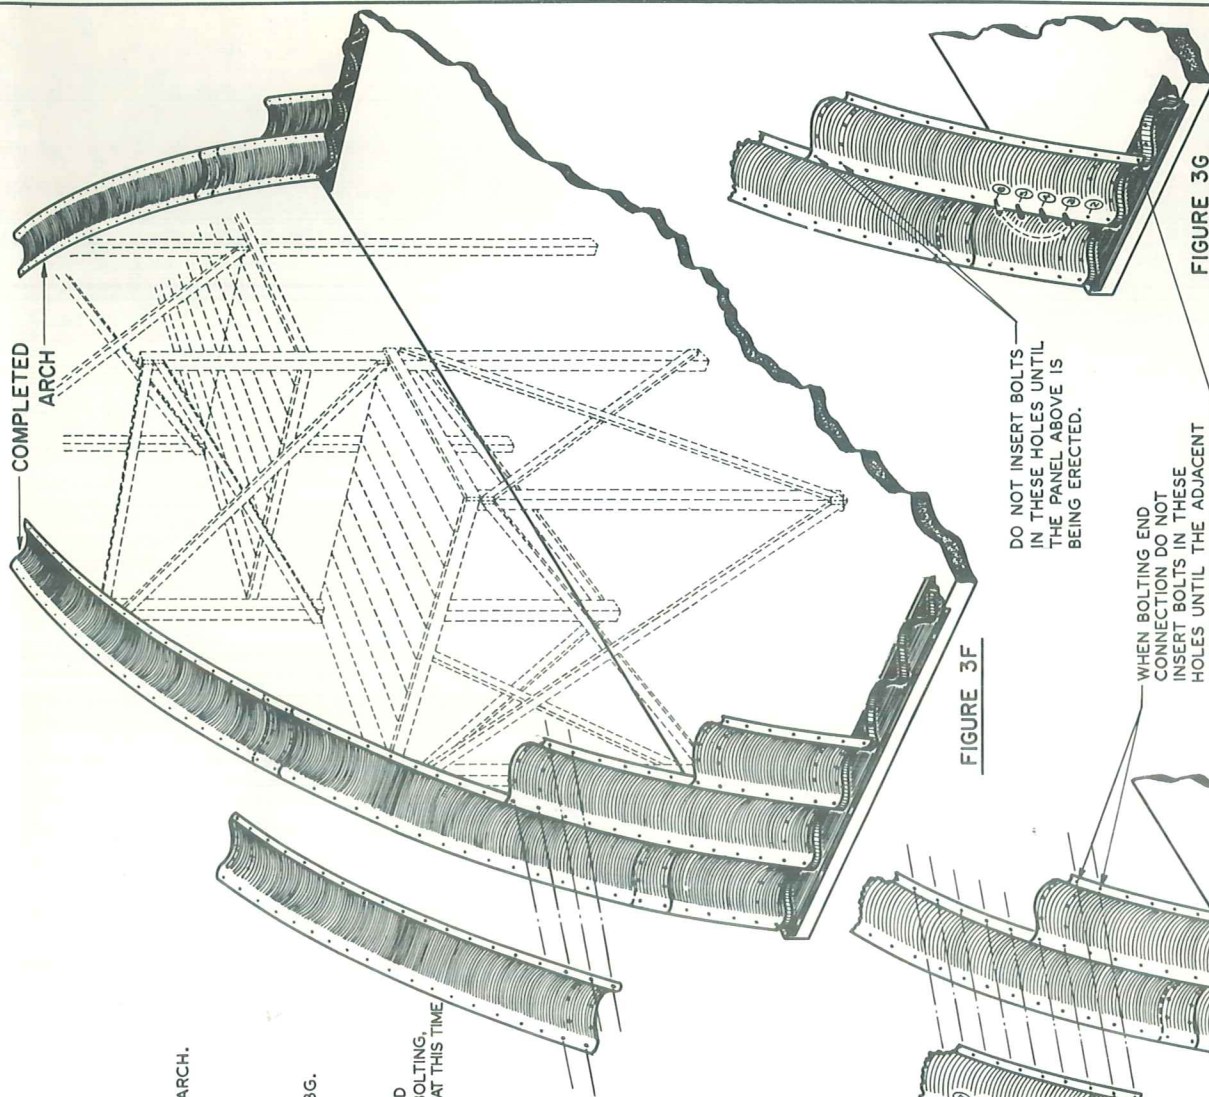 COMPLETED
ARCH
ARCH.
3G.
D
BOLTING,
AT THIS TIME
FIGURE 3F
DO NOT INSERT BOLTS
IN THESE HOLES UNTIL
THE PANEL ABOVE IS
BEING ERECTED.
FIGURE 3G
WHEN BOLTING END
CONNECTION DO NOT
INSERT BOLTS IN THESE
HOLES UNTIL THE ADJACENT